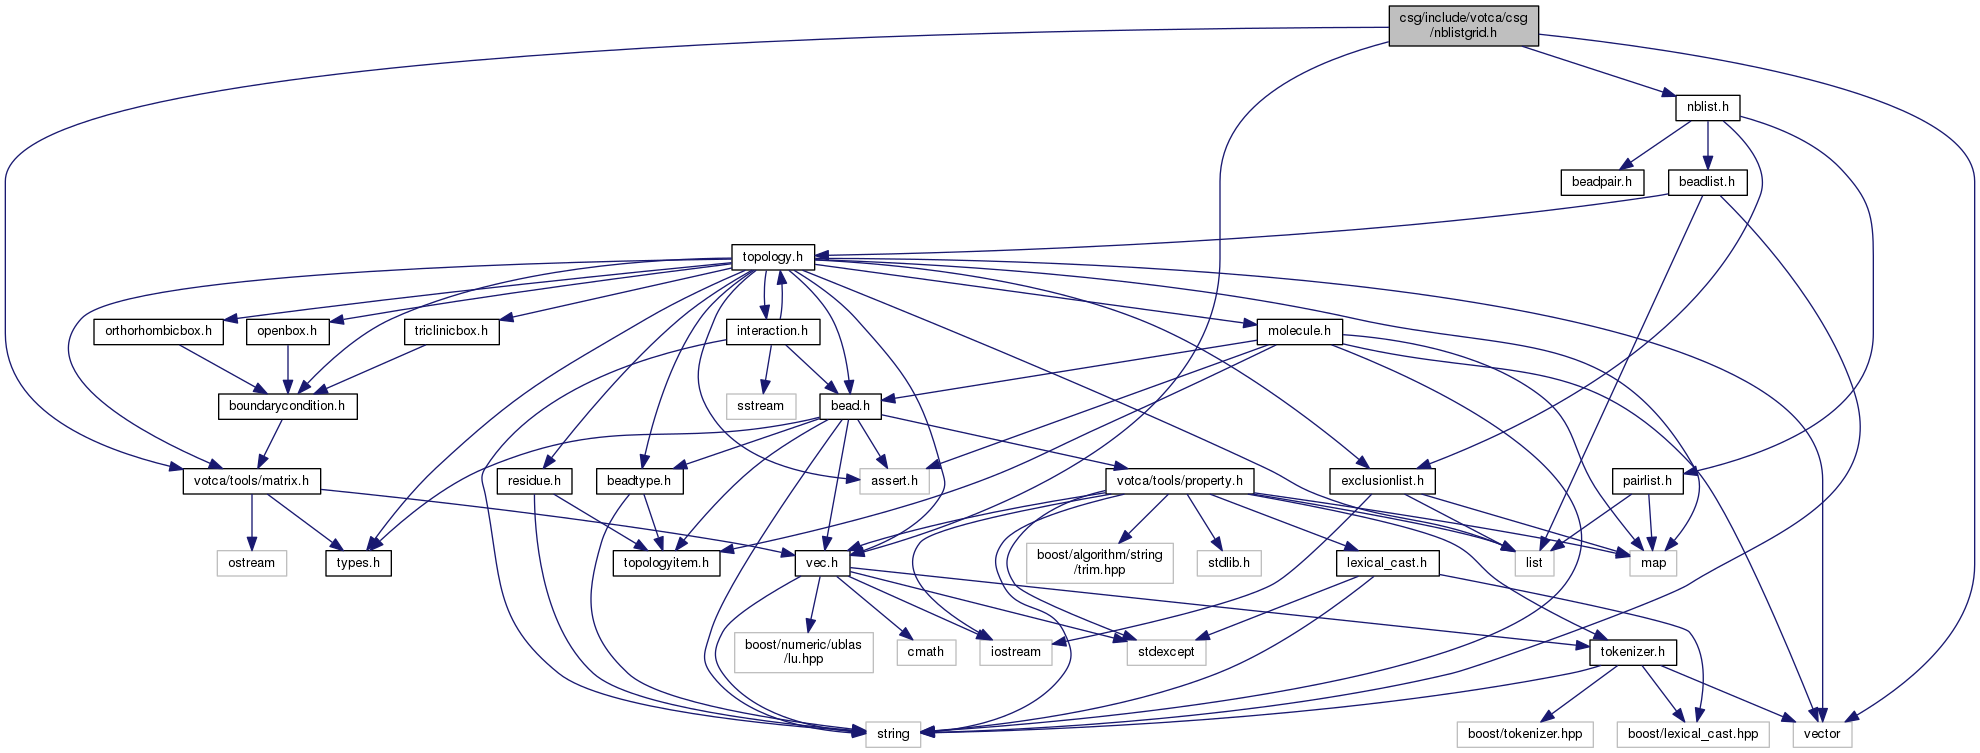 csg/include/votca/csg
/nblistgrid.h
nblist.h
beadpair.h
beadlist.h
topology.h
orthorhombicbox.h
openbox.h
triclinicbox.h
interaction.h
molecule.h
boundarycondition.h
sstream
bead.h
votca/tools/matrix.h
residue.h
beadtype.h
assert.h
votca/tools/property.h
exclusionlist.h
pairlist.h
ostream
types.h
topologyitem.h
vec.h
boost/algorithm/string
/trim.hpp
stdlib.h
lexical_cast.h
list
map
boost/numeric/ublas
/lu.hpp
cmath
iostream
stdexcept
tokenizer.h
string
boost/tokenizer.hpp
boost/lexical_cast.hpp
vector